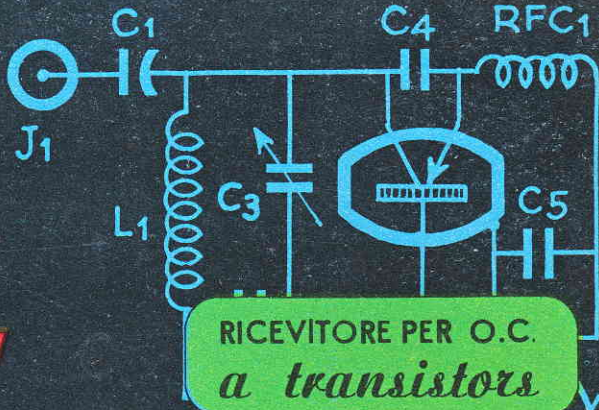 C1
C4
RFC1
J1
L1
C3
C5
RICEVITORE PER O.C.
a transistors